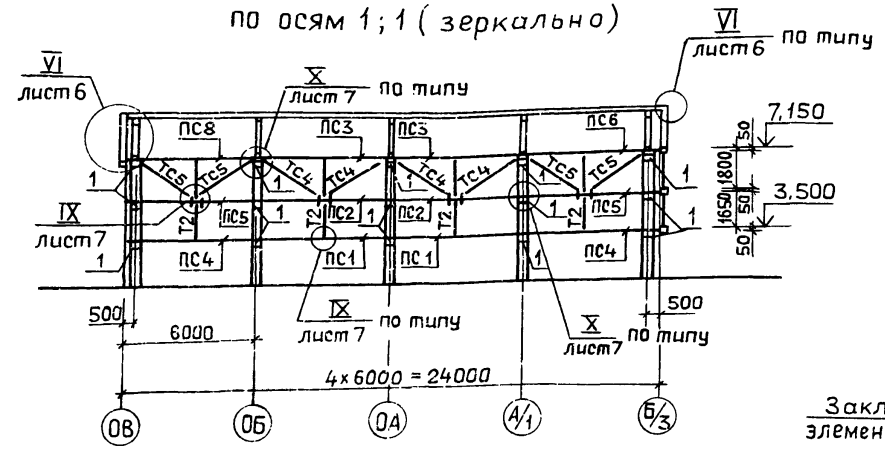 по осям 1; 1 ( зеркально)
VI
лист 6
X
лист 7
по типу
VI
лист 6
по типу
ПС8
ПС3
ПС3
ПС6
7,150
50
1800
50
1650
50
3,500
ТС5
ТС5
ТС4
ТС4
ТС4
ТС4
ТС5
ТС5
1
1
1
1
1
IX
лист 7
ПС5
1
ПС2
1
ПС2
ПС5
1
1
Т2
Т2
Т2
1
ПС4
ПС1
ПС1
1
ПС4
500
6000
IX
лист 7
по типу
X
лист 7
по типу
500
4×6000 = 24000
ОВ
ОБ
ОА
А/1
Б/3
Закл
элемен